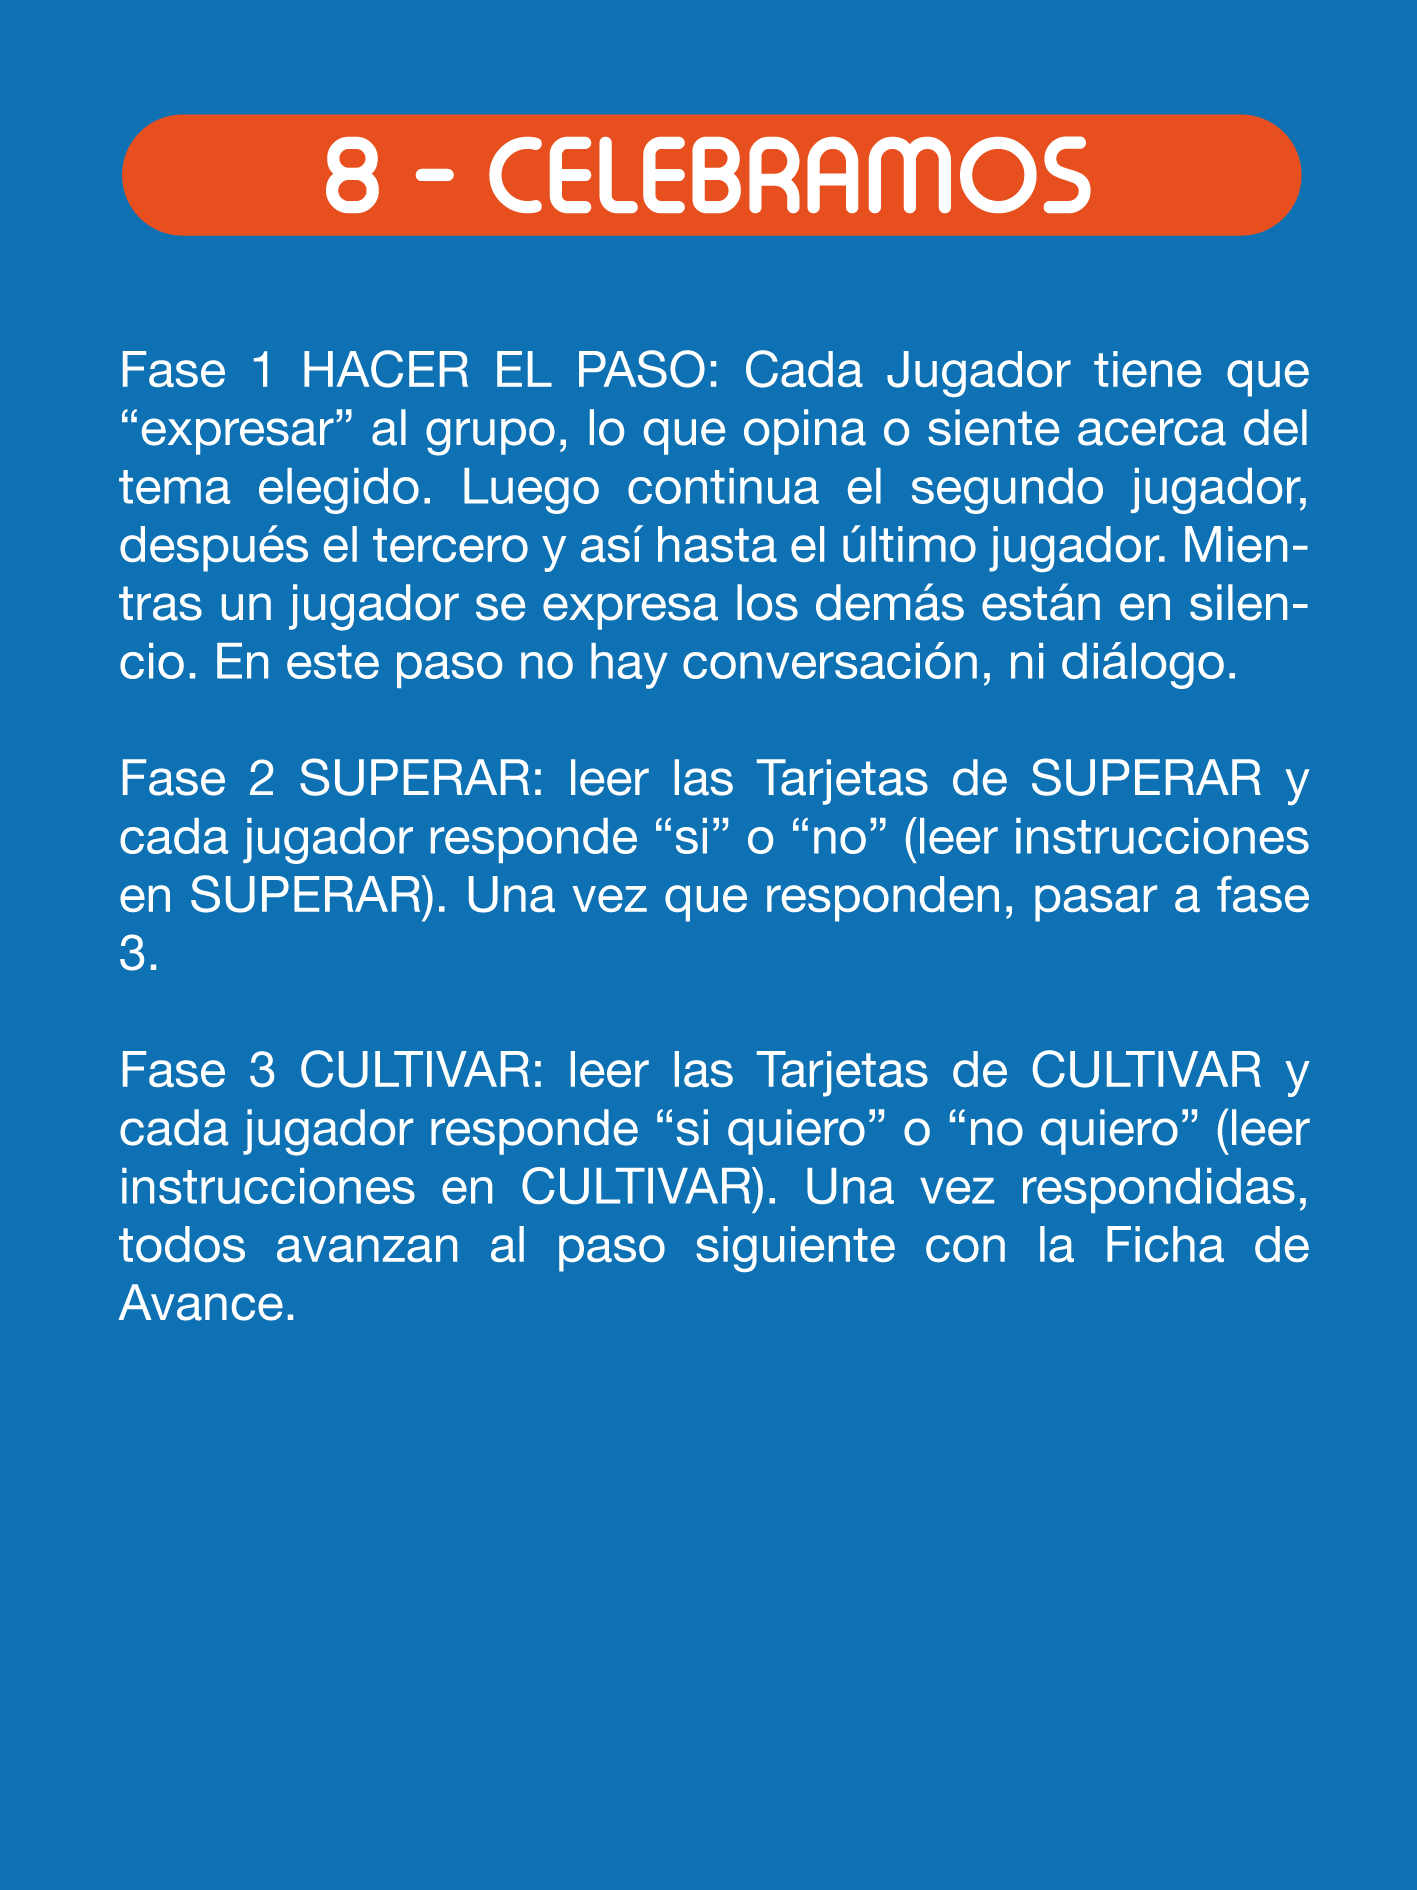 8 - CELEBRAMOS
Fase 1 HACER EL PASO: Cada Jugador tiene que
“expresar” al grupo, lo que opina o siente acerca del
tema elegido. Luego continua el segundo jugador,
después el tercero y así hasta el último jugador. Mien-
tras un jugador se expresa los demás están en silen-
cio. En este paso no hay conversación, ni diálogo.
Fase 2 SUPERAR: leer las Tarjetas de SUPERAR y
cada jugador responde “si” o “no” (leer instrucciones
en SUPERAR). Una vez que responden, pasar a fase
3.
Fase 3 CULTIVAR: leer las Tarjetas de CULTIVAR y
cada jugador responde “si quiero” o “no quiero” (leer
instrucciones en CULTIVAR). Una vez respondidas,
todos avanzan al paso siguiente con la Ficha de
Avance.